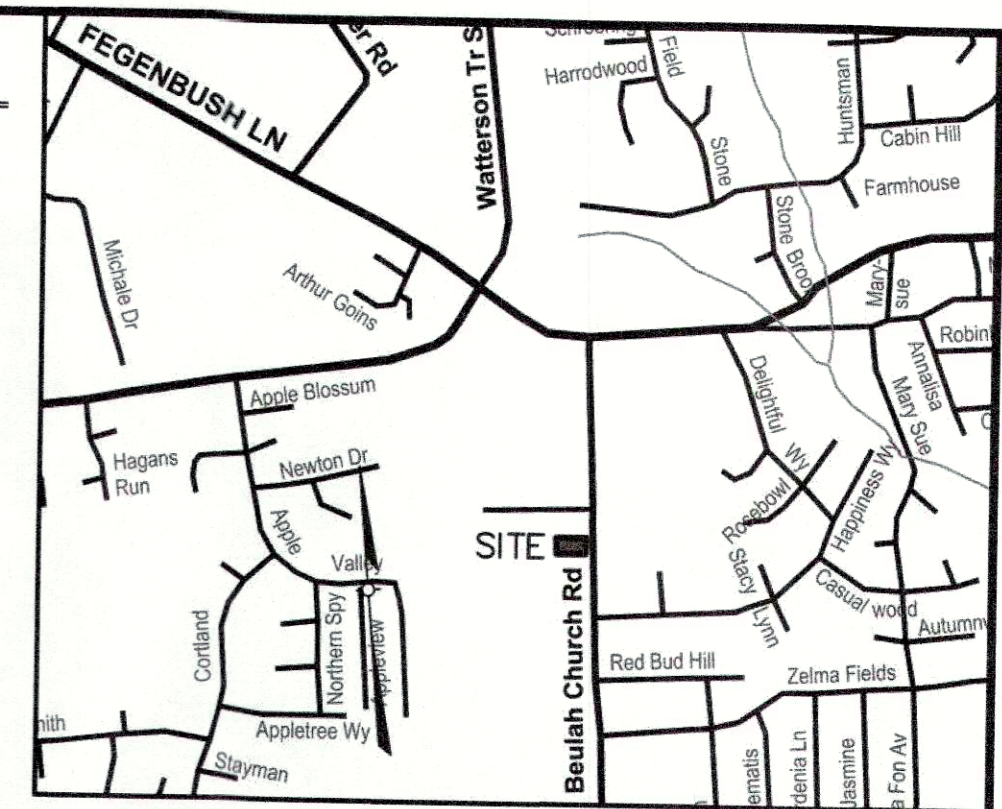 FEGENBUSH LN
er Rd
Watterson Tr S
Field
Harrodwood
Stone
Huntsman
Cabin Hill
Farmhouse
Stone Broo
Mary-
sue
Michale Dr
Arthur Goins
Robin
Annalisa
Mary Sue
Delightful
Wy
Apple Blossum
Hagans
Run
Newton Dr
Rosebowl
Happiness Wy
Apple
Valley
SITE
Stacy
Lynn
Casual wood
Autumn
Cortland
Northern Spy
Appleview
Beulah Church Rd
Red Bud Hill
Zelma Fields
nith
Appletree Wy
Stayman
ematis
denia Ln
Jasmine
a Fon Av